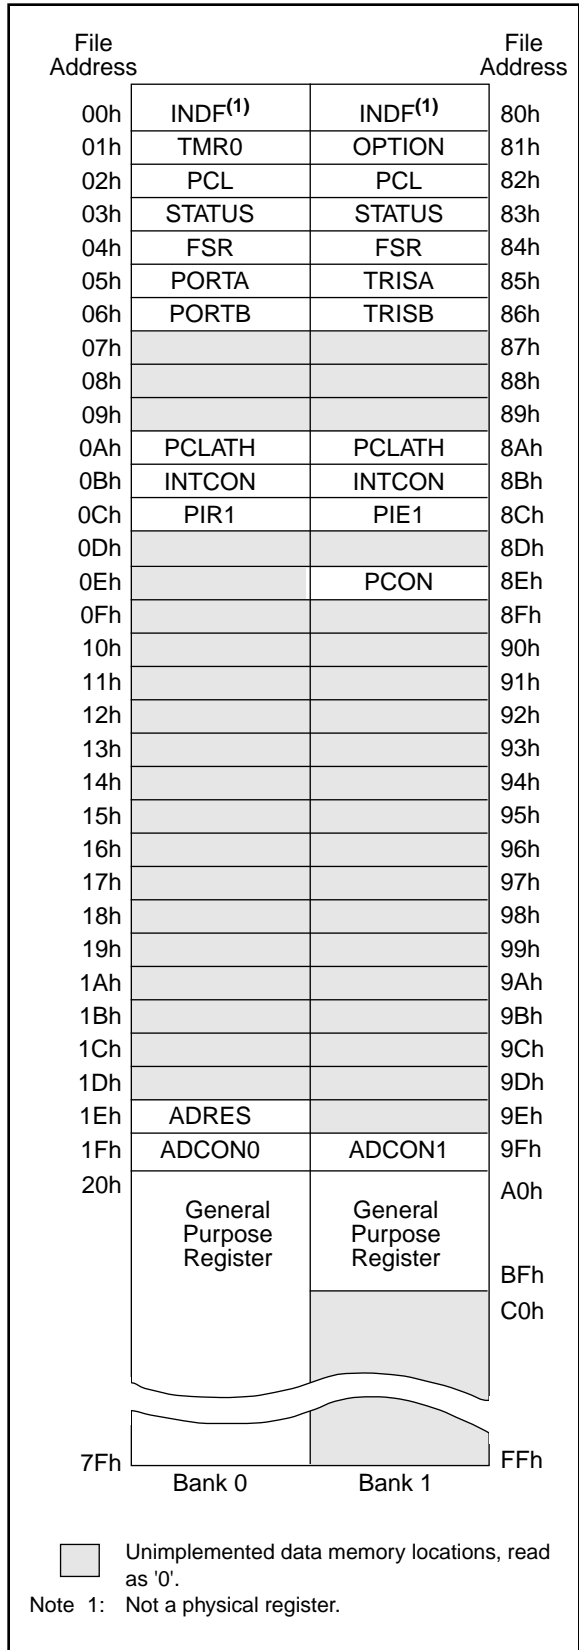 File Address File Address
00h INDF(1) INDF(1) 80h
01h TMR0 OPTION 81h
02h PCL PCL 82h
03h STATUS STATUS 83h
04h FSR FSR 84h
05h PORTA TRISA 85h
06h PORTB TRISB 86h
07h 87h
08h 88h
09h 89h
0Ah PCLATH PCLATH 8Ah
0Bh INTCON INTCON 8Bh
0Ch PIR1 PIE1 8Ch
0Dh 8Dh
0Eh PCON 8Eh
0Fh 8Fh
10h 90h
11h 91h
12h 92h
13h 93h
14h 94h
15h 95h
16h 96h
17h 97h
18h 98h
19h 99h
1Ah 9Ah
1Bh 9Bh
1Ch 9Ch
1Dh 9Dh
1Eh ADRES 9Eh
1Fh ADCON0 ADCON1 9Fh
20h A0h
General General
Purpose Purpose
Register Register
BFh
C0h
7Fh FFh
Bank 0 Bank 1
Unimplemented data memory locations, read
as '0'.
Note 1: Not a physical register.